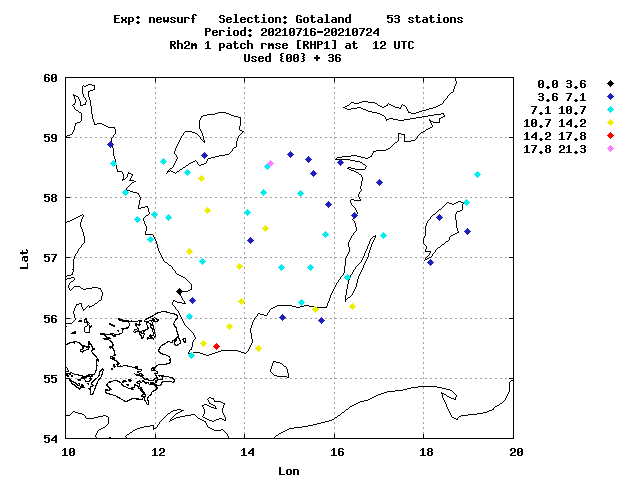 Exp: newsurf   Selection: Gotaland     53 stations
Period: 20210716-20210724
Rh2m 1 patch rmse [RHP1] at  12 UTC
Used {00} + 36
0.0 3.6
3.6 7.1
7.1 10.7
10.7 14.2
14.2 17.8
17.8 21.3
60
59
58
57
56
55
54
Lat
10 12 14 16 18 20
Lon